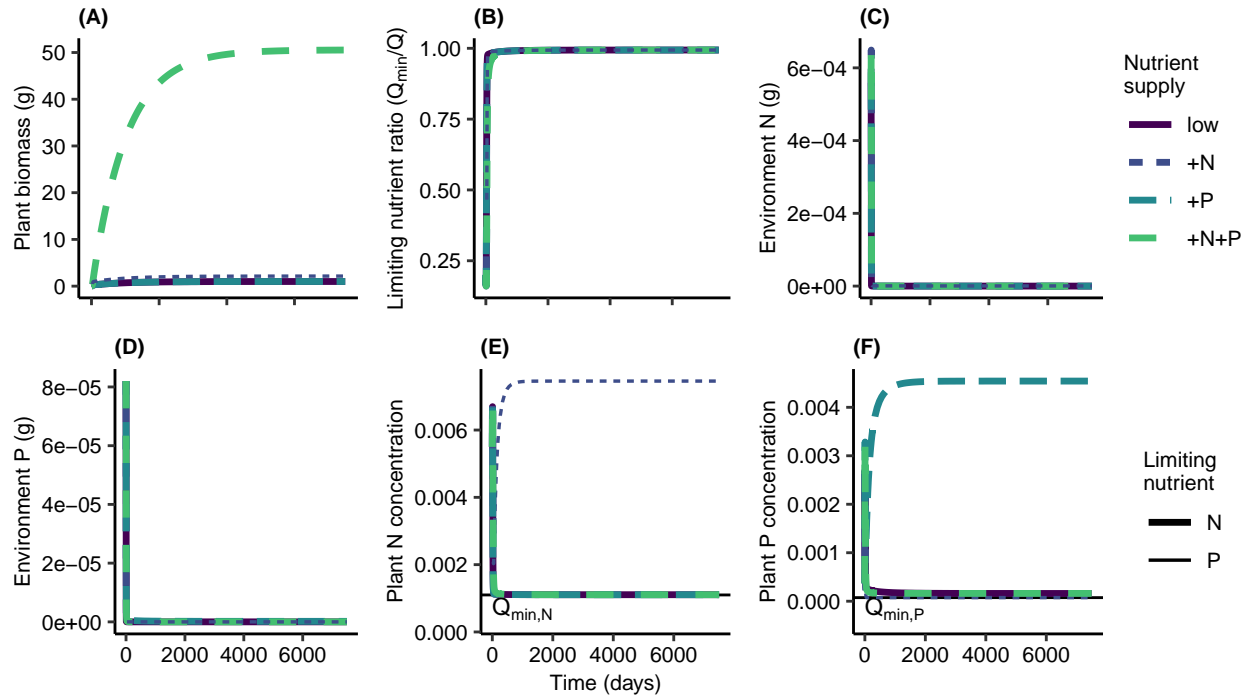 (A)
Plant biomass (g)
50
40
30
20
10
0
(B)
Limiting nutrient ratio (Qmin/Q)
1.00
0.75
0.50
0.25
(C)
Environment N (g)
6e−04
4e−04
2e−04
0e+00
Nutrient
supply
low
+N
+P
+N+P
(D)
Environment P (g)
8e−05
6e−05
4e−05
2e−05
0e+00
0 2000 4000 6000
(E)
Plant N concentration
0.006
0.004
0.002
0.000
Qmin,N
0 2000 4000 6000
Time (days)
(F)
Plant P concentration
0.004
0.003
0.002
0.001
0.000
Qmin,P
0 2000 4000 6000
Limiting
nutrient
N
P